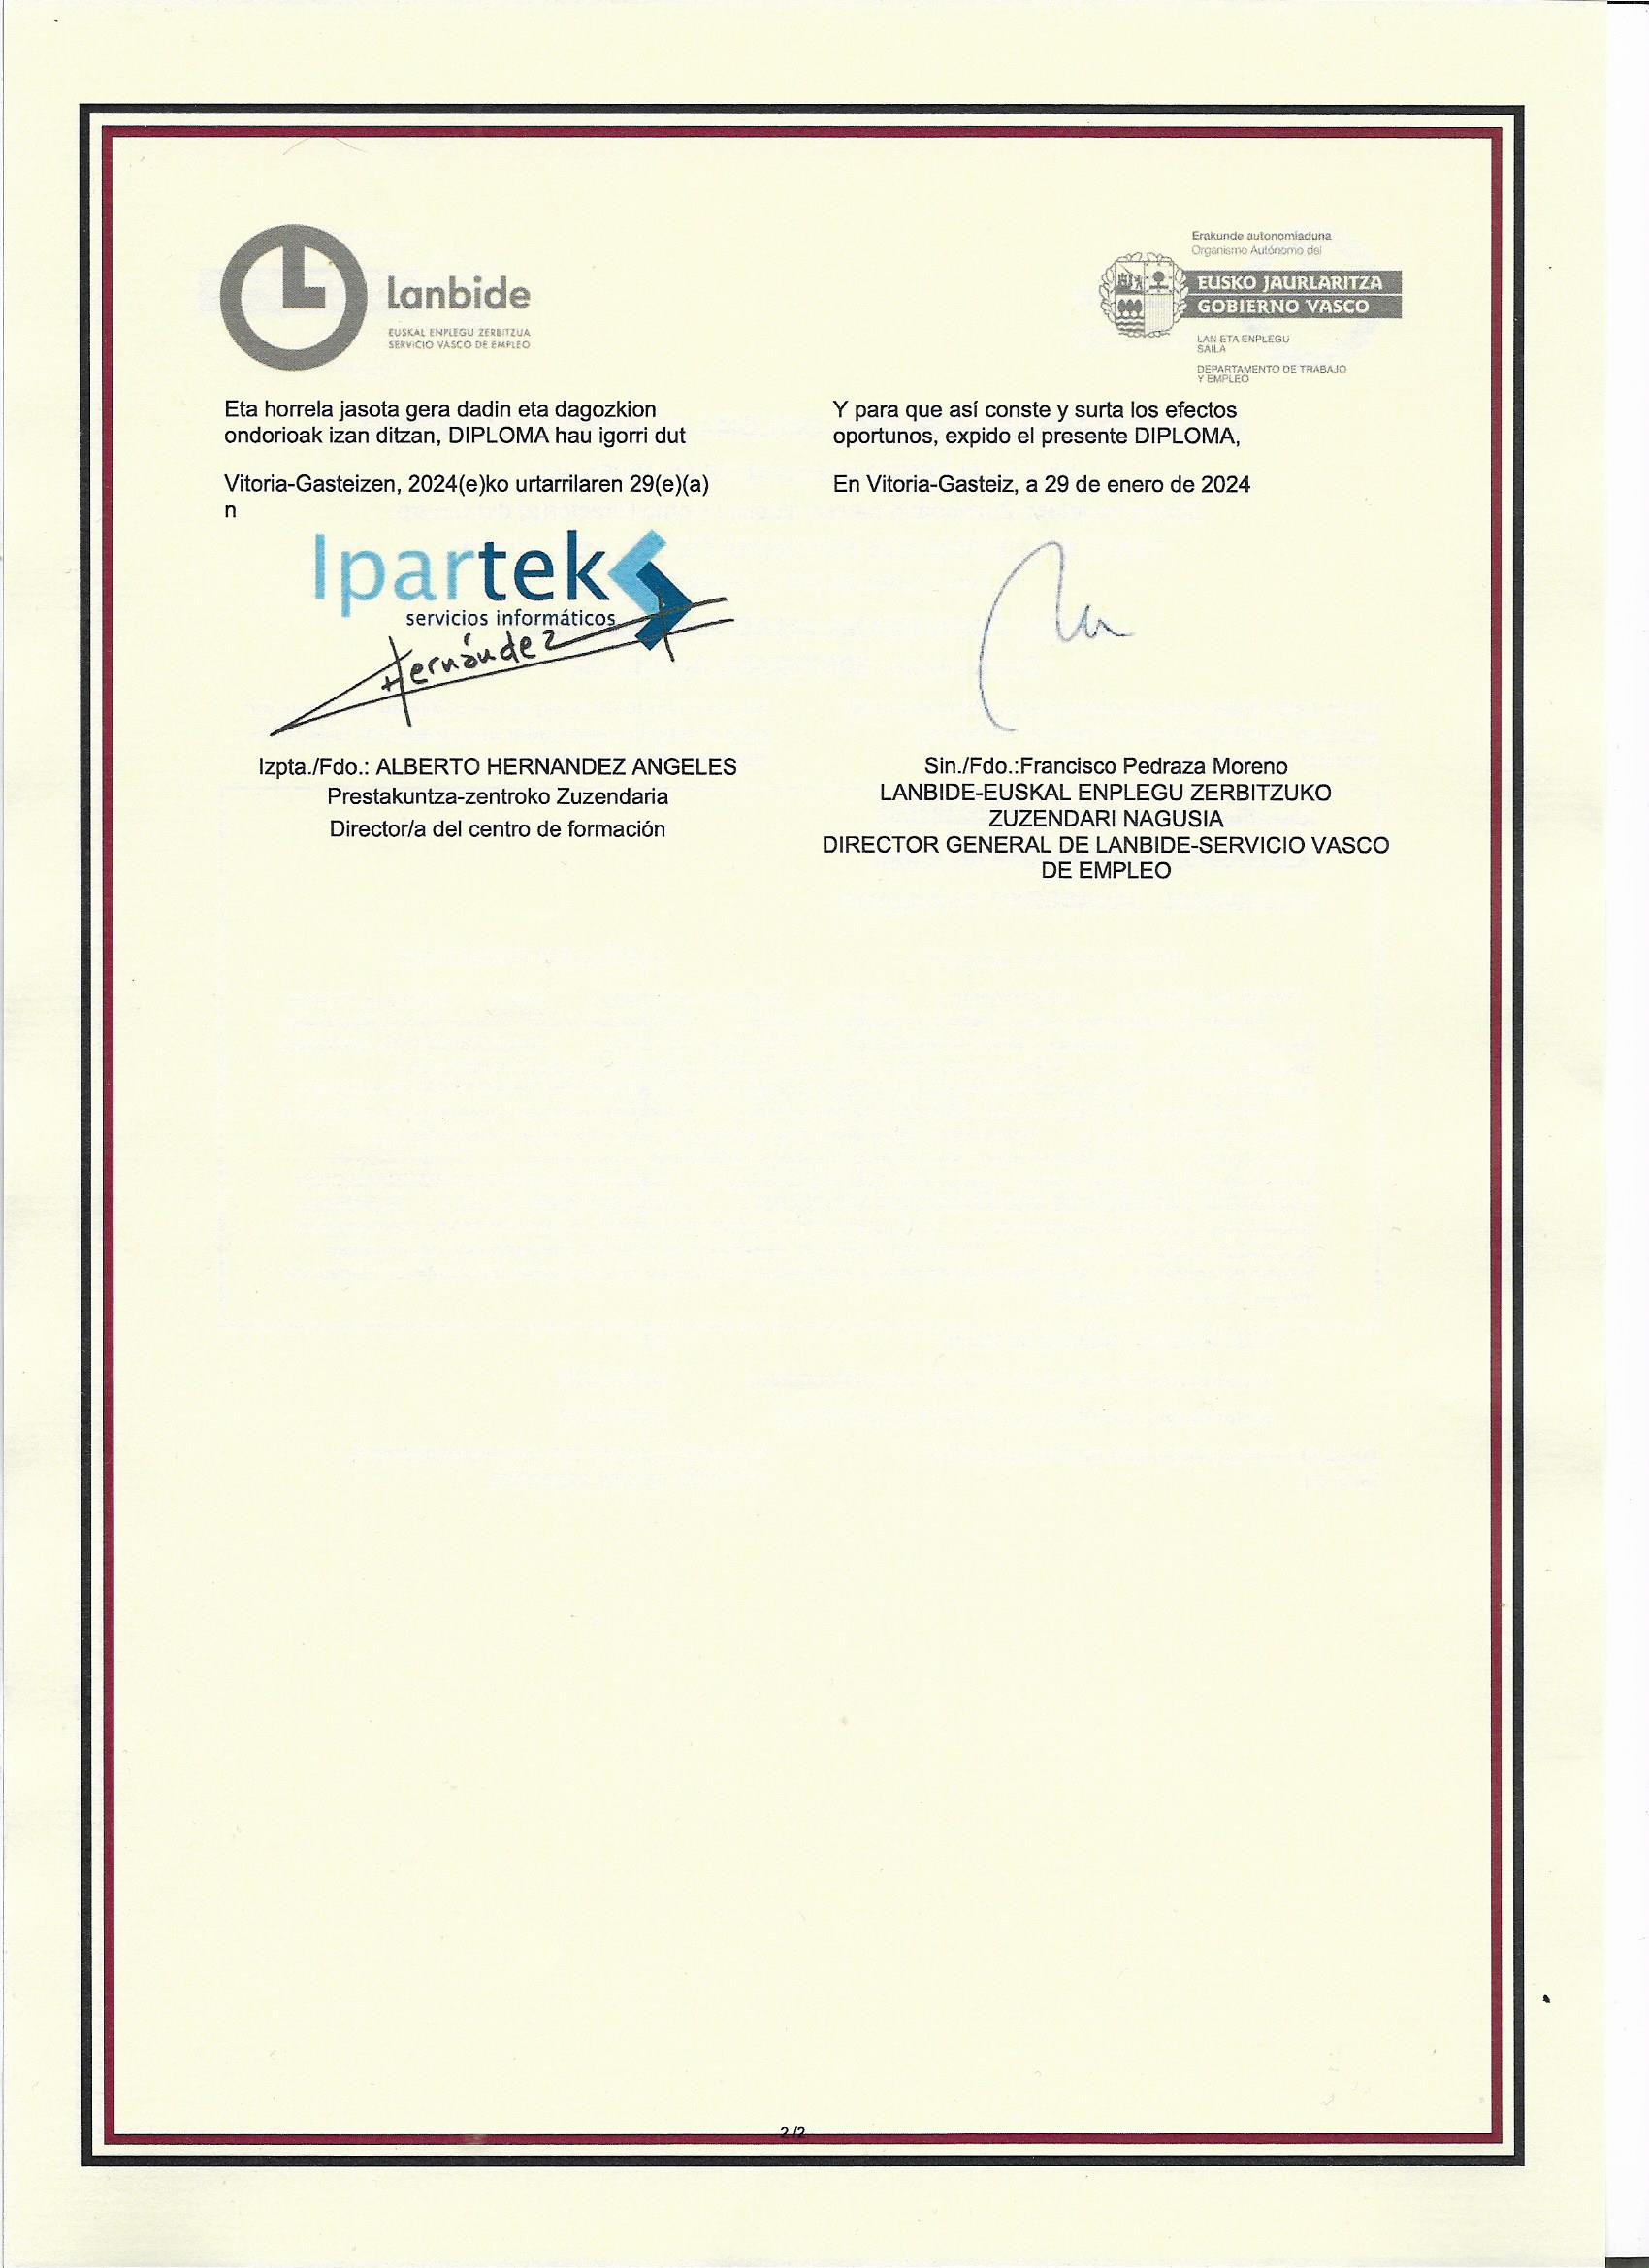 lanbide
EUSKAL ENPLEGU ZERBITZUA
SERVICIO VASCO DE EMPLEO
Erakunde autonomiaduna
Organismo Autónomo del
EUSKO JAURLARITZA
GOBIERNO VASCO
LAN ETA ENPLEGU
SAILA
DEPARTAMENTO DE TRABAJO
Y EMPLEO
Eta horrela jasota gera dadin eta dagozkion
ondorioak izan ditzan, DIPLOMA hau igorri dut
Vitoria-Gasteizen, 2024(e)ko urtarrilaren 29(e)(a)
n
Y para que así conste y surta los efectos
oportunos, expido el presente DIPLOMA,
En Vitoria-Gasteiz, a 29 de enero de 2024
Ipartek
servicios informáticos
Hernández
Izpta./Fdo.: ALBERTO HERNANDEZ ANGELES
Prestakuntza-zentroko Zuzendaria
Director/a del centro de formación
Sin./Fdo.:Francisco Pedraza Moreno
LANBIDE-EUSKAL ENPLEGU ZERBITZUKO
ZUZENDARI NAGUSIA
DIRECTOR GENERAL DE LANBIDE-SERVICIO VASCO
DE EMPLEO
2/2